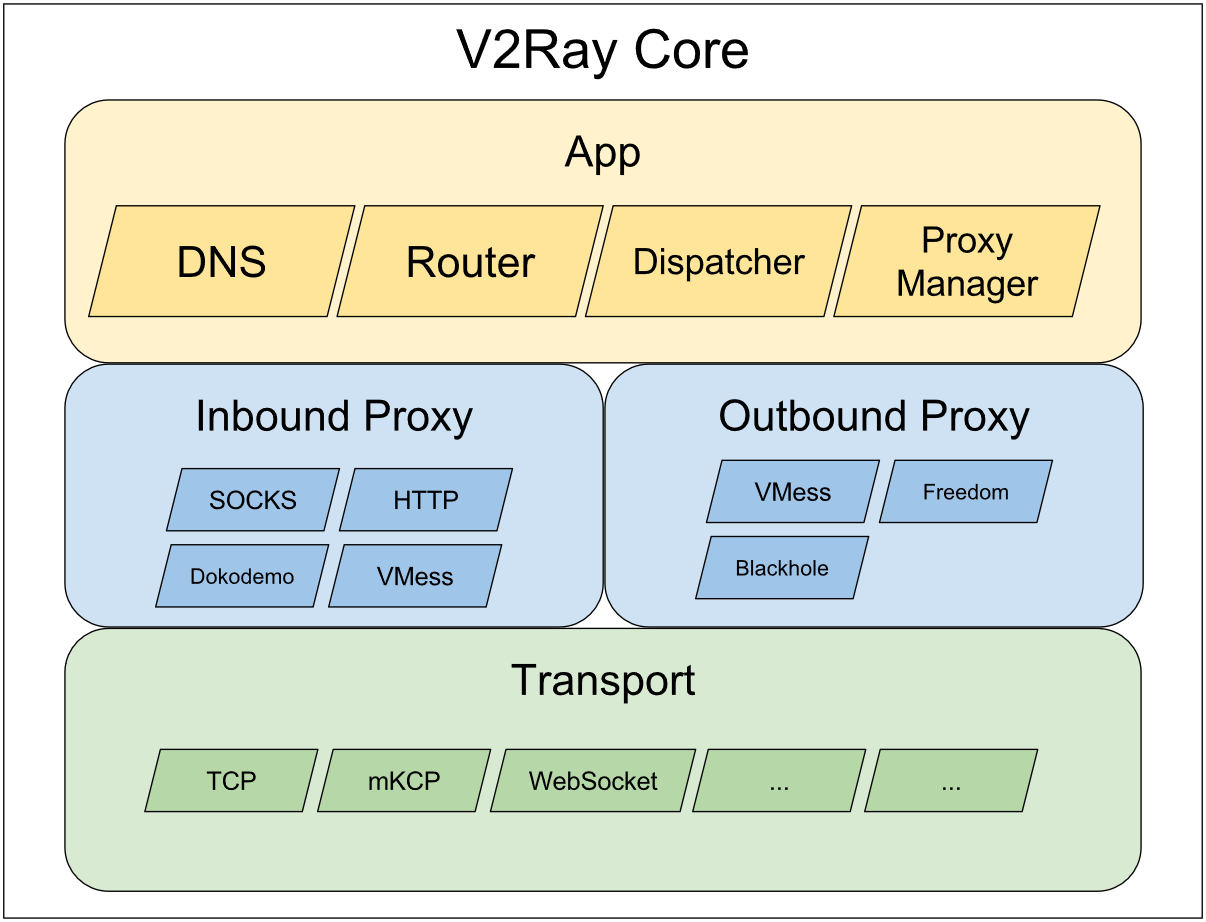 V2Ray Core
App
DNS
Router
Dispatcher
Proxy
Manager
Inbound Proxy
Outbound Proxy
SOCKS
HTTP
Dokodemo
VMess
VMess
Freedom
Blackhole
Transport
TCP
mKCP
WebSocket
...
...